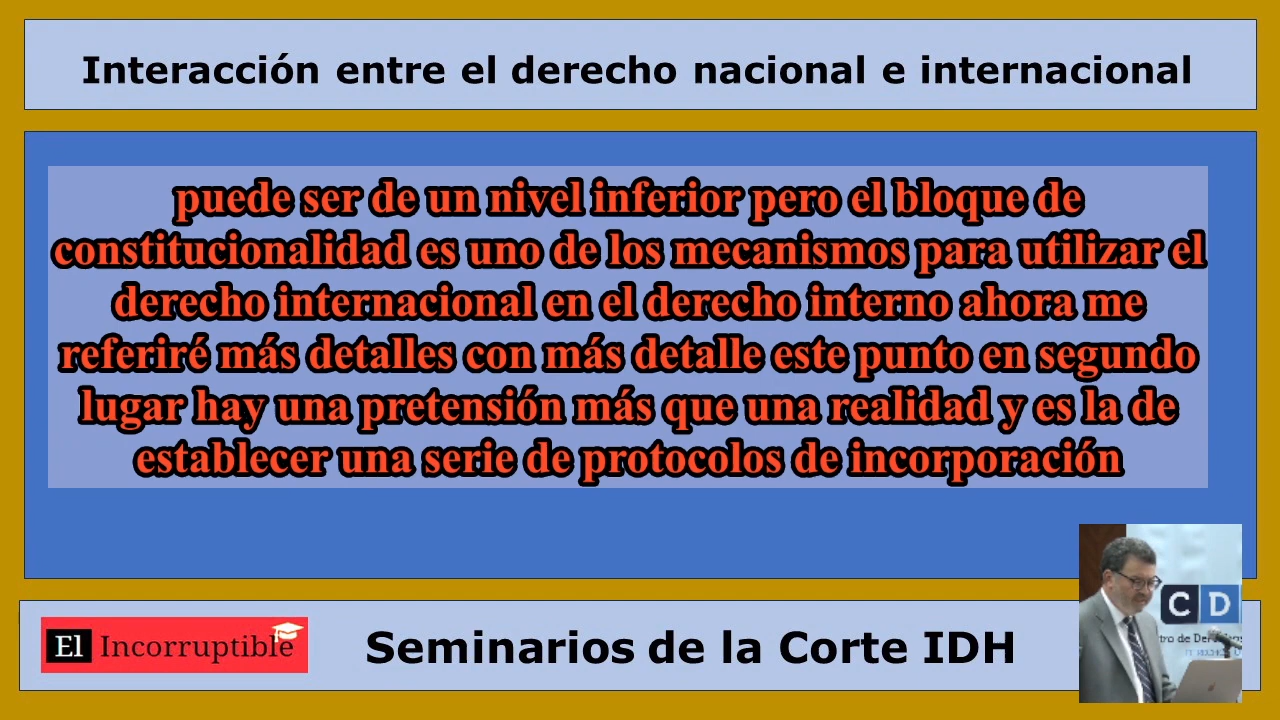 Interacción entre el derecho nacional e internacional
puede ser de un nivel inferior pero el bloque de
constitucionalidad es uno de los mecanismos para utilizar el
derecho internacional en el derecho interno ahora me
referiré más detalles con más detalle este punto en segundo
lugar hay una pretensión más que una realidad y es la de
establecer una serie de protocolos de incorporación
El Incorruptible
Seminarios de la Corte IDH
C D
tro de De